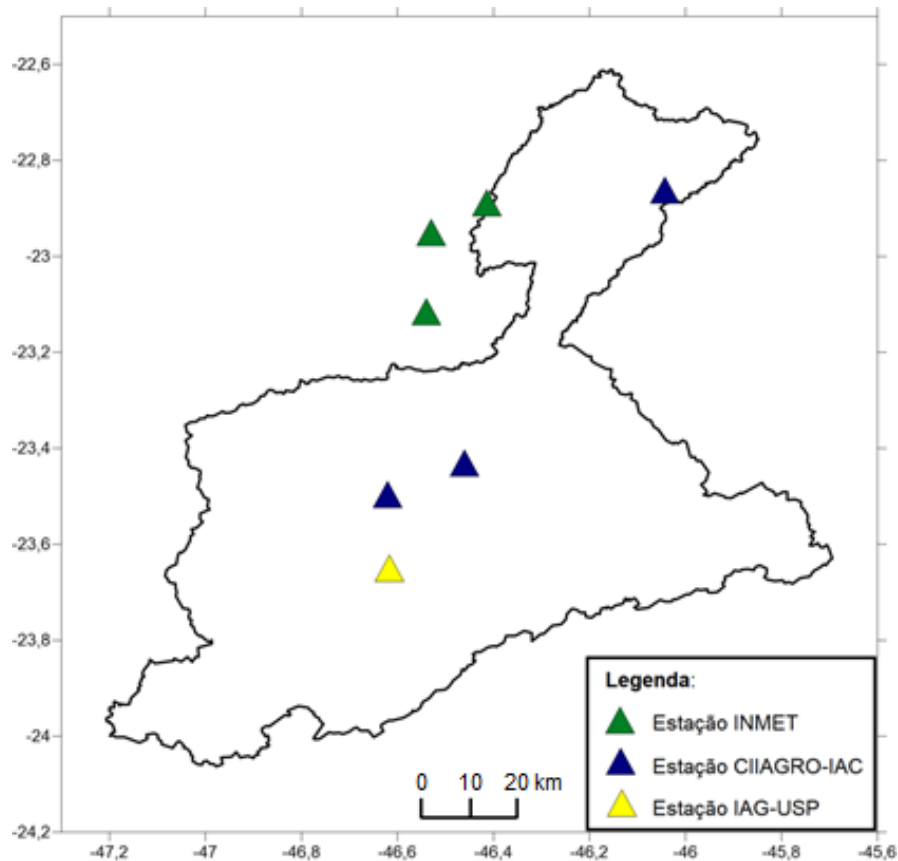 -22,6
-22,8
-23
-23,2
-23,4
-23,6
-23,8
-24
-24,2
Legenda:
Estação INMET
Estação CIIAGRO-IAC
Estação IAG-USP
0 10 20 km
-47,2 -47 -46,8 -46,6 -46,4 -46,2 -46 -45,8 -45,6